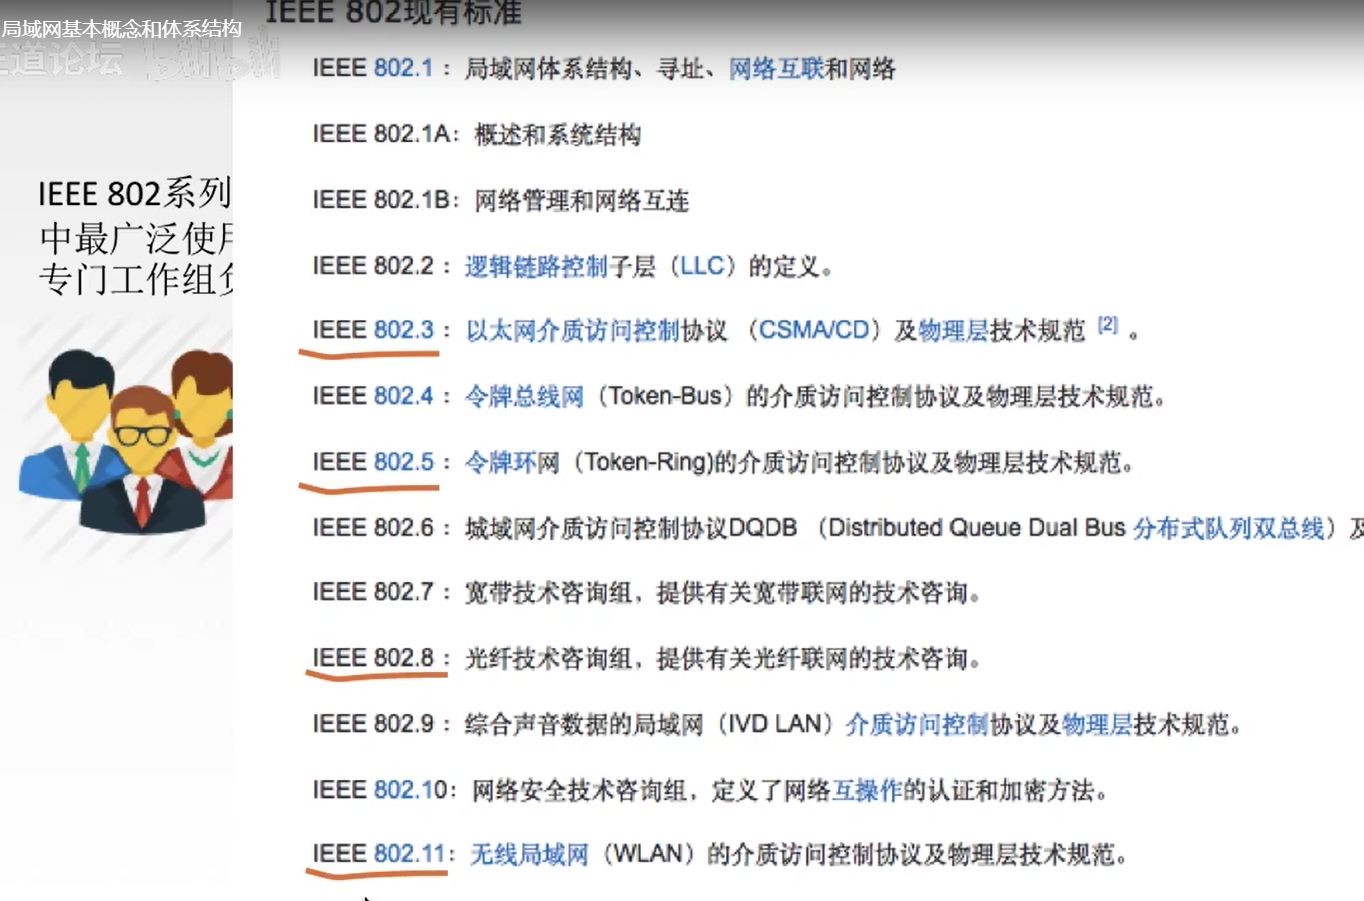 IEEE 802现有标准
局域网基本概念和体系结构
王道论坛 bilibili
IEEE 802.1：局域网体系结构、寻址、网络互联和网络
IEEE 802.1A：概述和系统结构
IEEE 802.1B：网络管理和网络互连
IEEE 802系列
中最广泛使用
专门工作组负
IEEE 802.2：逻辑链路控制子层（LLC）的定义。
IEEE 802.3：以太网介质访问控制协议 （CSMA/CD）及物理层技术规范 [2] 。
IEEE 802.4：令牌总线网（Token-Bus）的介质访问控制协议及物理层技术规范。
IEEE 802.5：令牌环网（Token-Ring)的介质访问控制协议及物理层技术规范。
IEEE 802.6：城域网介质访问控制协议DQDB （Distributed Queue Dual Bus 分布式队列双总线）及
IEEE 802.7：宽带技术咨询组，提供有关宽带联网的技术咨询。
IEEE 802.8：光纤技术咨询组，提供有关光纤联网的技术咨询。
IEEE 802.9：综合声音数据的局域网（IVD LAN）介质访问控制协议及物理层技术规范。
IEEE 802.10：网络安全技术咨询组，定义了网络互操作的认证和加密方法。
IEEE 802.11：无线局域网（WLAN）的介质访问控制协议及物理层技术规范。